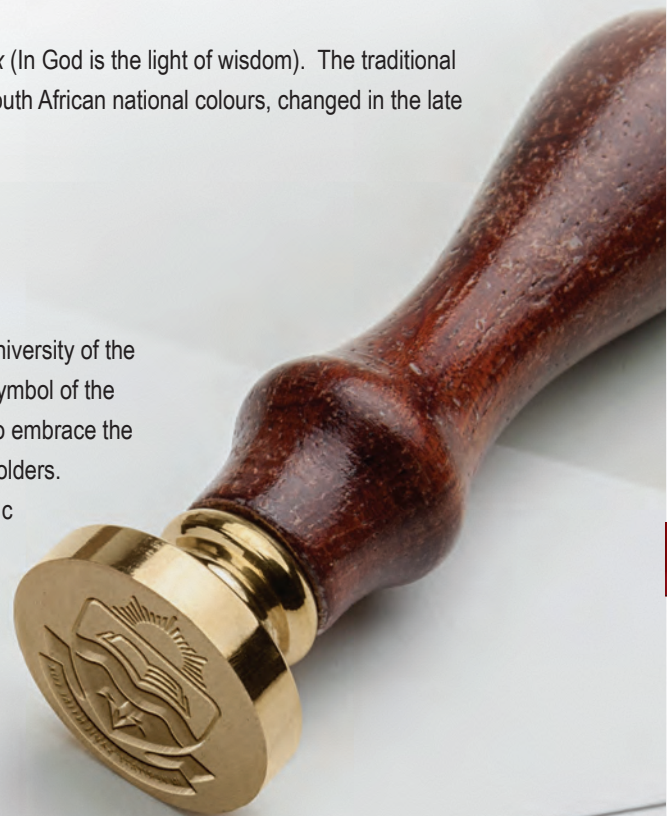 x (In God is the light of wisdom). The traditional
outh African national colours, changed in the late
niversity of the
ymbol of the
o embrace the
olders.
c